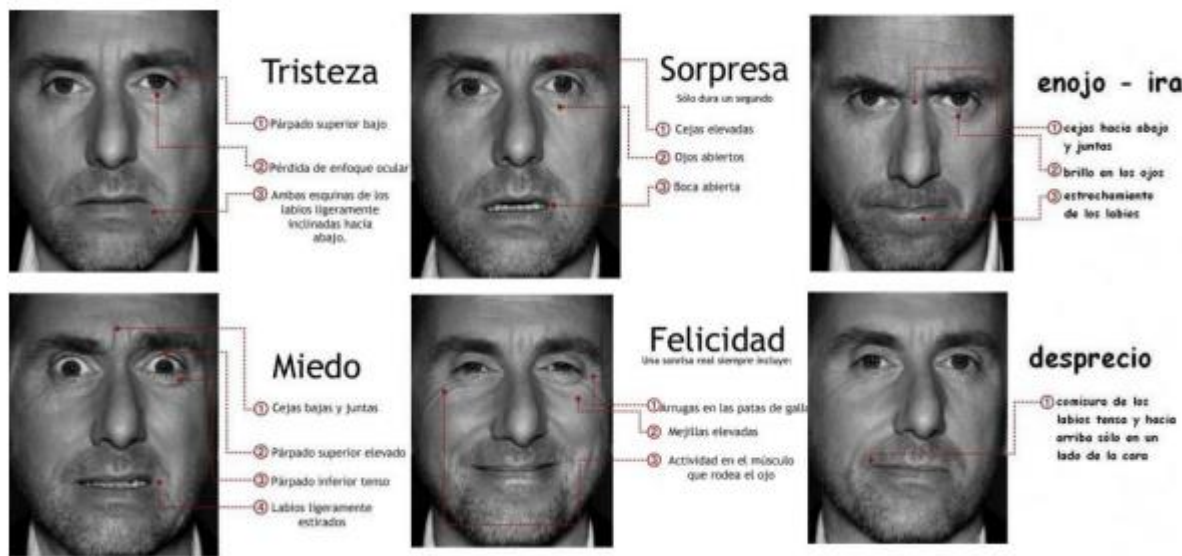 Tristeza
① Párpado superior bajo
② Pérdida de enfoque ocular
③ Ambas esquinas de los
labios ligeramente
inclinadas hacia
abajo.
Sorpresa
Sólo dura un segundo
① Cejas elevadas
② Ojos abiertos
③ Boca abierta
enojo - ira
① cejas hacia abajo
y juntas
② brillo en los ojos
③ estrechamiento
de los labios
Miedo
① Cejas bajas y juntas
② Párpado superior elevado
③ Párpado inferior tenso
④ Labios ligeramente
estirados
Felicidad
Una sonrisa real siempre incluye:
① Arrugas en las patas de gallo
② Mejillas elevadas
③ Actividad en el músculo
que rodea el ojo
desprecio
① comisura de los
labios tensa y hacia
arriba sólo en un
lado de la cara